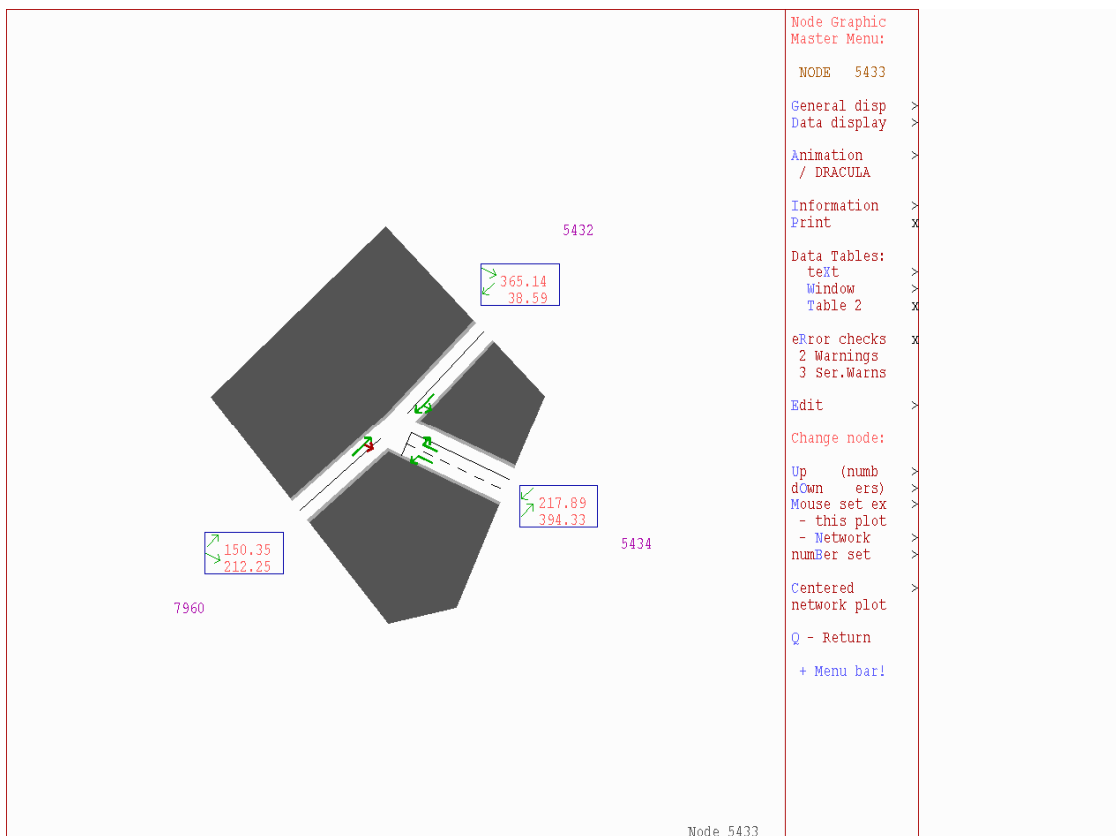 5432
365.14
38.59
217.89
394.33
5434
150.35
212.25
7960
Node 5433
Node Graphic
Master Menu:
NODE 5433
General disp >
Data display >
Animation >
/ DRACULA
Information >
Print x
Data Tables:
teXt >
Window >
Table 2 x
eRror checks x
2 Warnings
3 Ser.Warns
Edit >
Change node:
Up (numb >
dOwn ers) >
Mouse set ex >
- this plot
- Network >
numBer set >
Centered >
network plot
Q - Return
+ Menu bar!